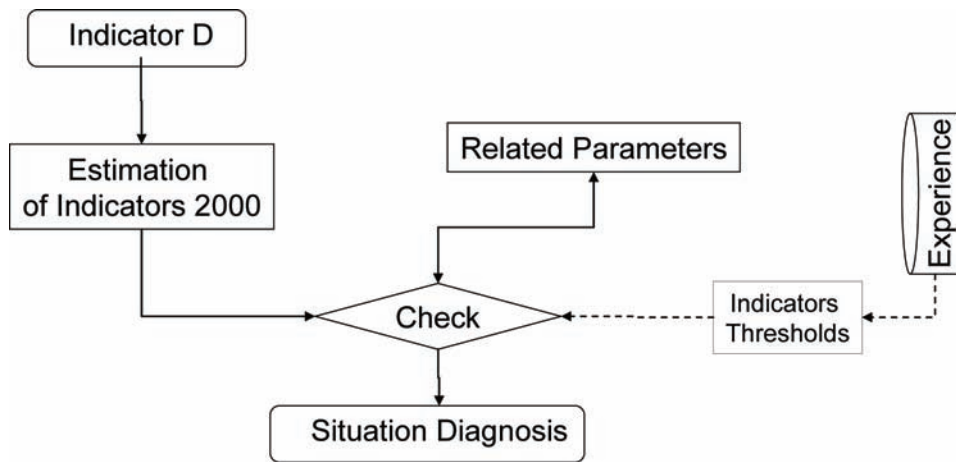 Indicator D
Estimation
of Indicators 2000
Related Parameters
Experience
Check
Indicators
Thresholds
Situation Diagnosis